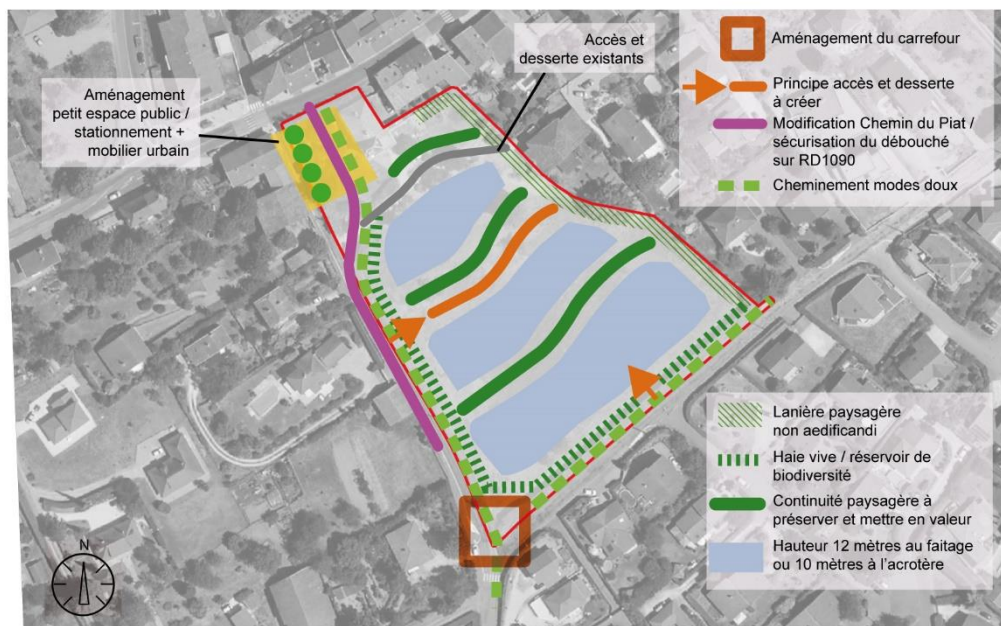 Aménagement
petit espace public /
stationnement +
mobilier urbain
Accès et
desserte existants
Aménagement du carrefour
Principe accès et desserte
à créer
Modification Chemin du Piat /
sécurisation du débouché
sur RD1090
Cheminement modes doux
Lanière paysagère
non aedificandi
Haie vive / réservoir de
biodiversité
Continuité paysagère à
préserver et mettre en valeur
Hauteur 12 mètres au faitage
ou 10 mètres à l'acrotère
N